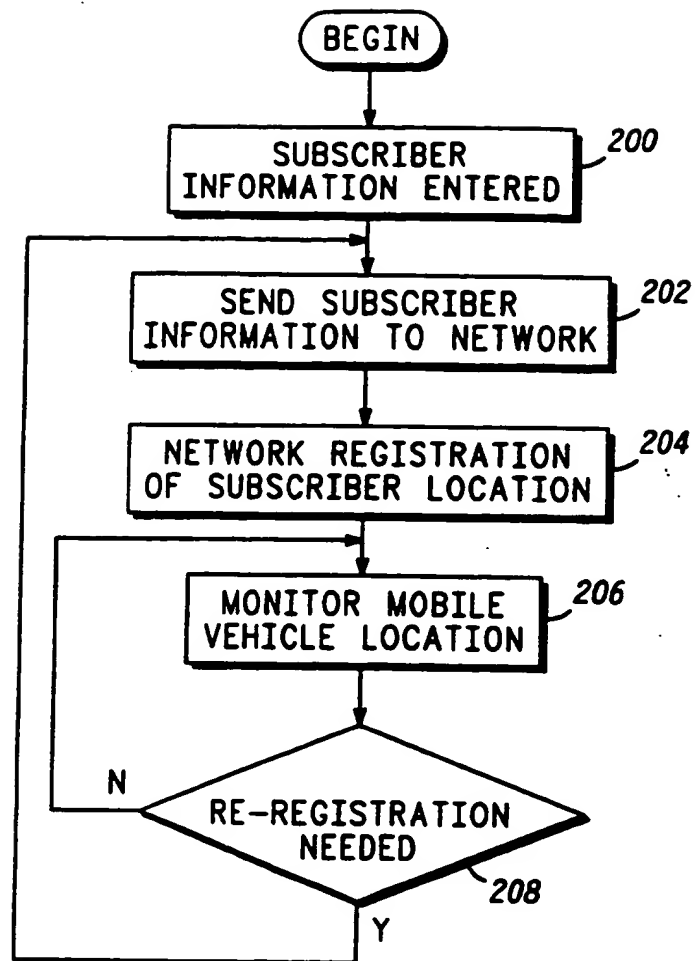 BEGIN
SUBSCRIBER
INFORMATION ENTERED
200
SEND SUBSCRIBER
INFORMATION TO NETWORK
202
NETWORK REGISTRATION
OF SUBSCRIBER LOCATION
204
MONITOR MOBILE
VEHICLE LOCATION
206
N
RE-REGISTRATION
NEEDED
208
Y